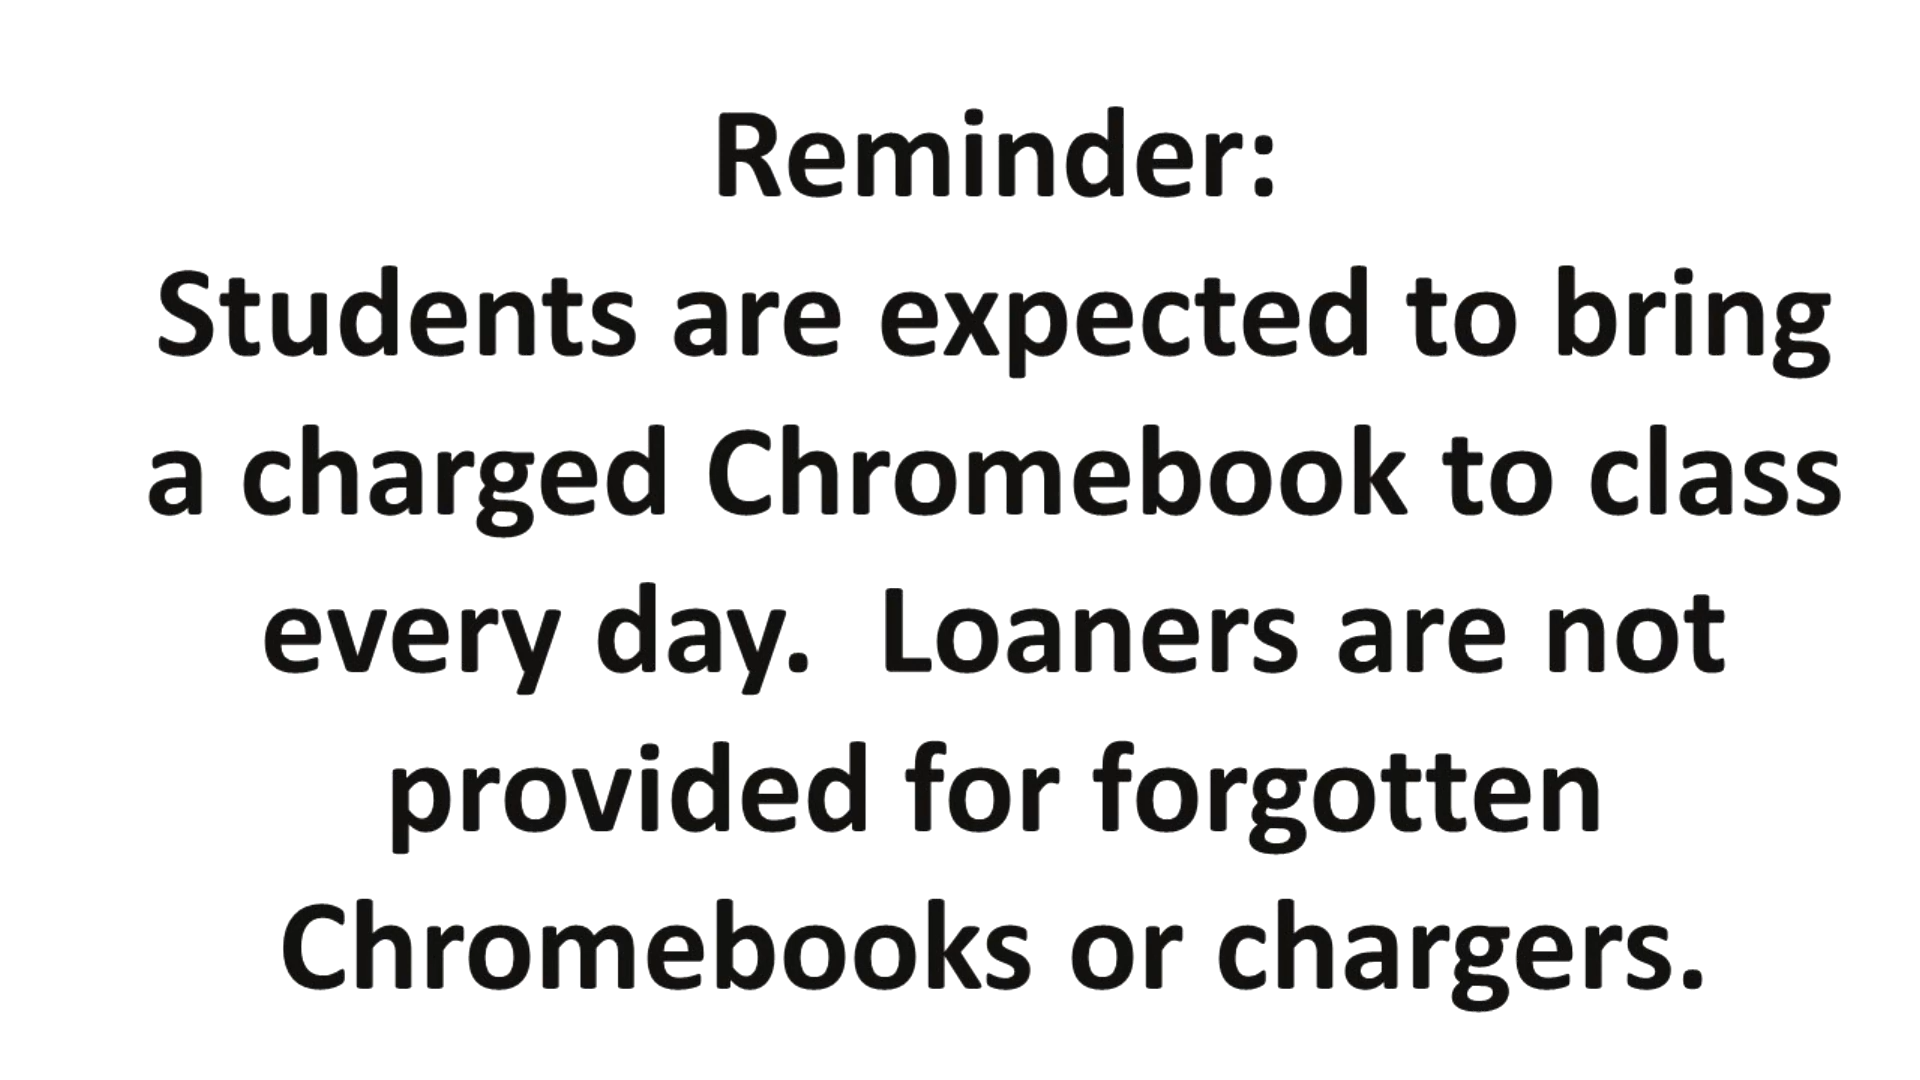 Reminder:
Students are expected to bring
a charged Chromebook to class
every day.  Loaners are not
provided for forgotten
Chromebooks or chargers.